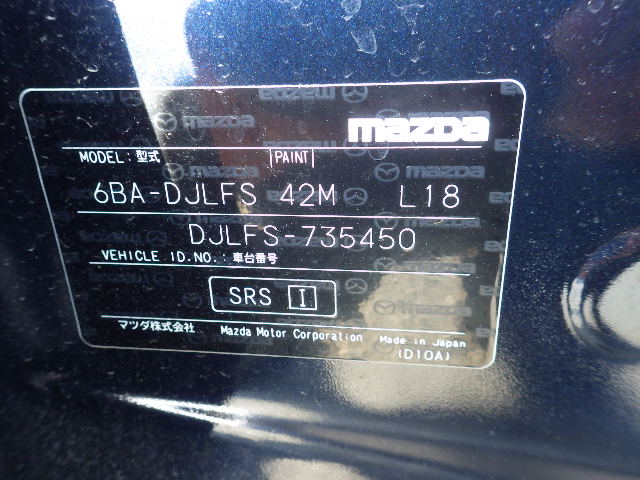 mazda
MODEL: 型式 PAINT
6BA-DJLFS 42M L18
DJLFS-735450
VEHICLE ID.NO.: 車台番号
SRS I
マツダ株式会社 Mazda Motor Corporation Made in Japan
(D10A)